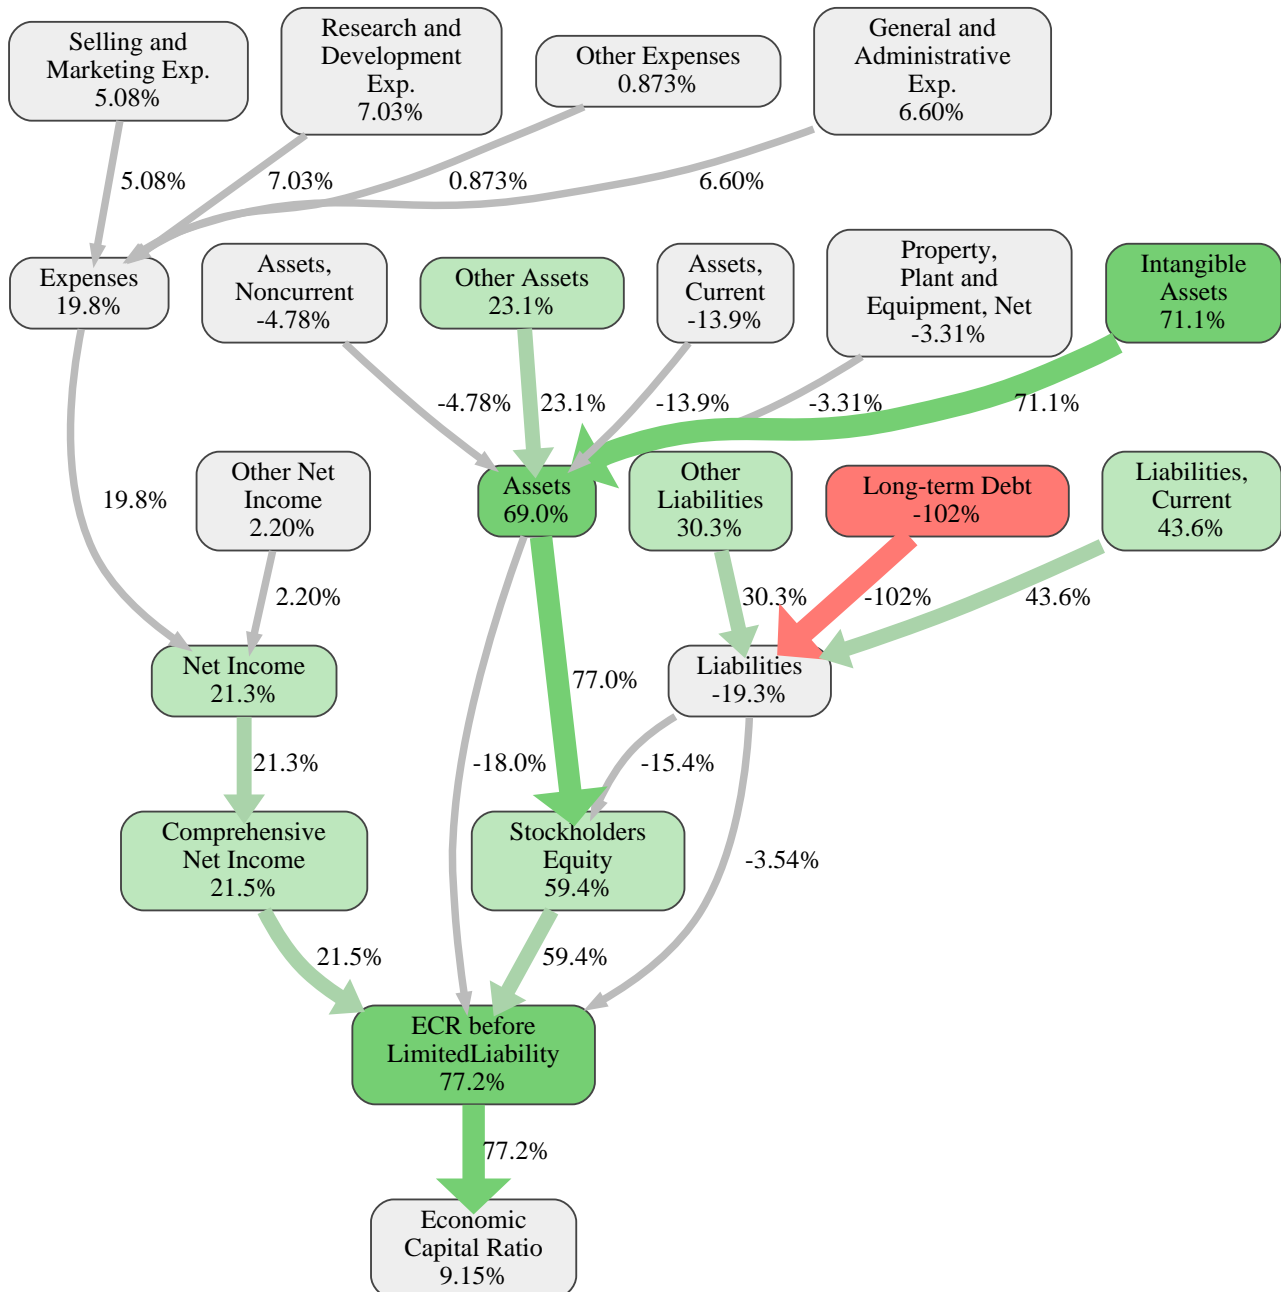 Selling and
Marketing Exp.
5.08%
Research and
Development
Exp.
7.03%
Other Expenses
0.873%
General and
Administrative
Exp.
6.60%
5.08%
7.03%
0.873%
6.60%
Expenses
19.8%
Assets,
Noncurrent
-4.78%
Other Assets
23.1%
Assets,
Current
-13.9%
Property,
Plant and
Equipment, Net
-3.31%
Intangible
Assets
71.1%
-4.78%
23.1%
-13.9%
-3.31%
71.1%
19.8%
Other Net
Income
2.20%
Assets
69.0%
Other
Liabilities
30.3%
Long-term Debt
-102%
Liabilities,
Current
43.6%
2.20%
30.3%
-102%
43.6%
Net Income
21.3%
77.0%
Liabilities
-19.3%
21.3%
-18.0%
-15.4%
Comprehensive
Net Income
21.5%
Stockholders
Equity
59.4%
-3.54%
21.5%
59.4%
ECR before
LimitedLiability
77.2%
77.2%
Economic
Capital Ratio
9.15%